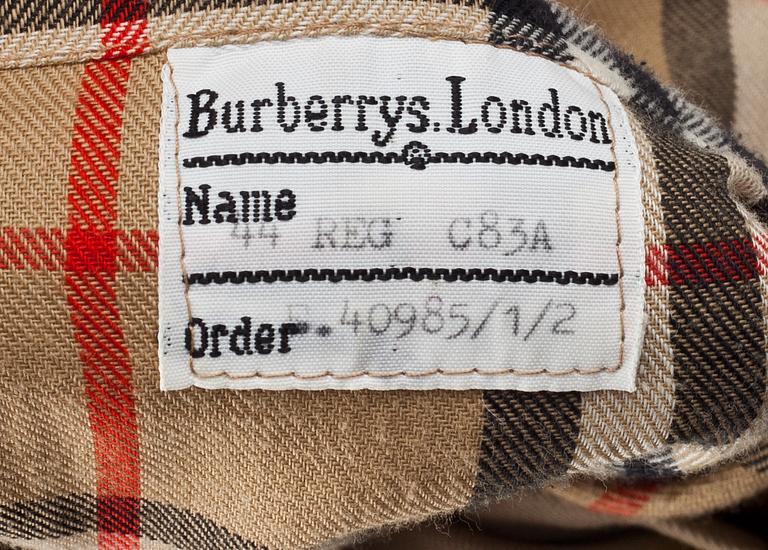 Burberrys. London
Name
44 REG C83A
Order .40985/1/2